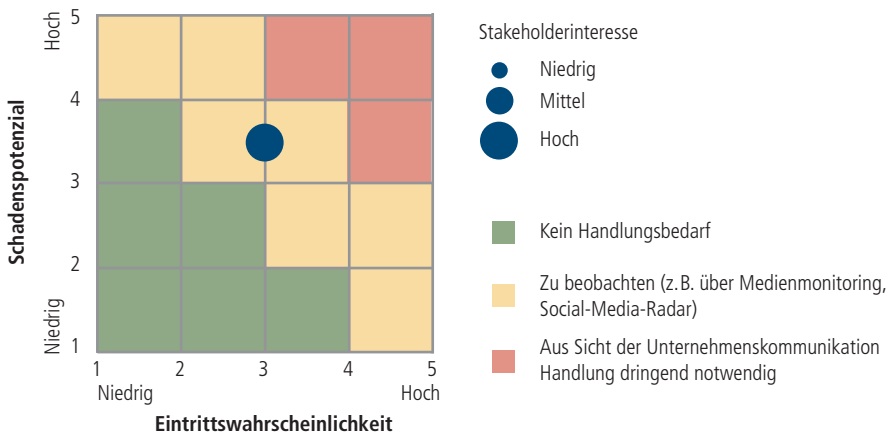 Hoch
5
4
3
2
1
Niedrig
Schadenspotenzial
1
2
3
4
5
Niedrig
Hoch
Eintrittswahrscheinlichkeit
Stakeholderinteresse
Niedrig
Mittel
Hoch
Kein Handlungsbedarf
Zu beobachten (z.B. über Medienmonitoring,
Social-Media-Radar)
Aus Sicht der Unternehmenskommunikation
Handlung dringend notwendig